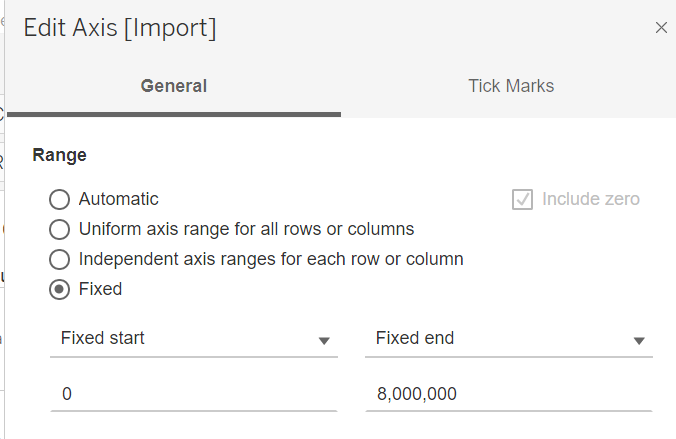 Edit Axis [Import]
General
Tick Marks
Range
Automatic
Include zero
Uniform axis range for all rows or columns
Independent axis ranges for each row or column
Fixed
Fixed start
Fixed end
0
8,000,000